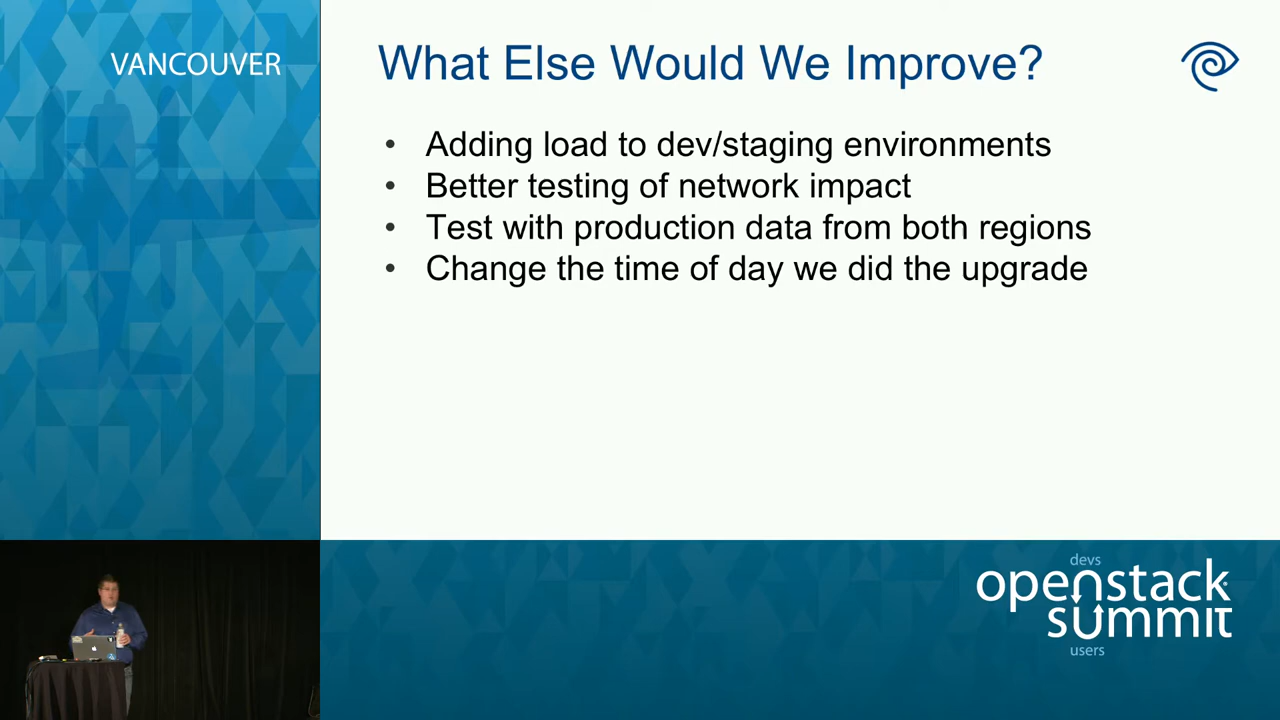 VANCOUVER
What Else Would We Improve?
• Adding load to dev/staging environments
• Better testing of network impact
• Test with production data from both regions
• Change the time of day we did the upgrade
devs
openstack
summit
users